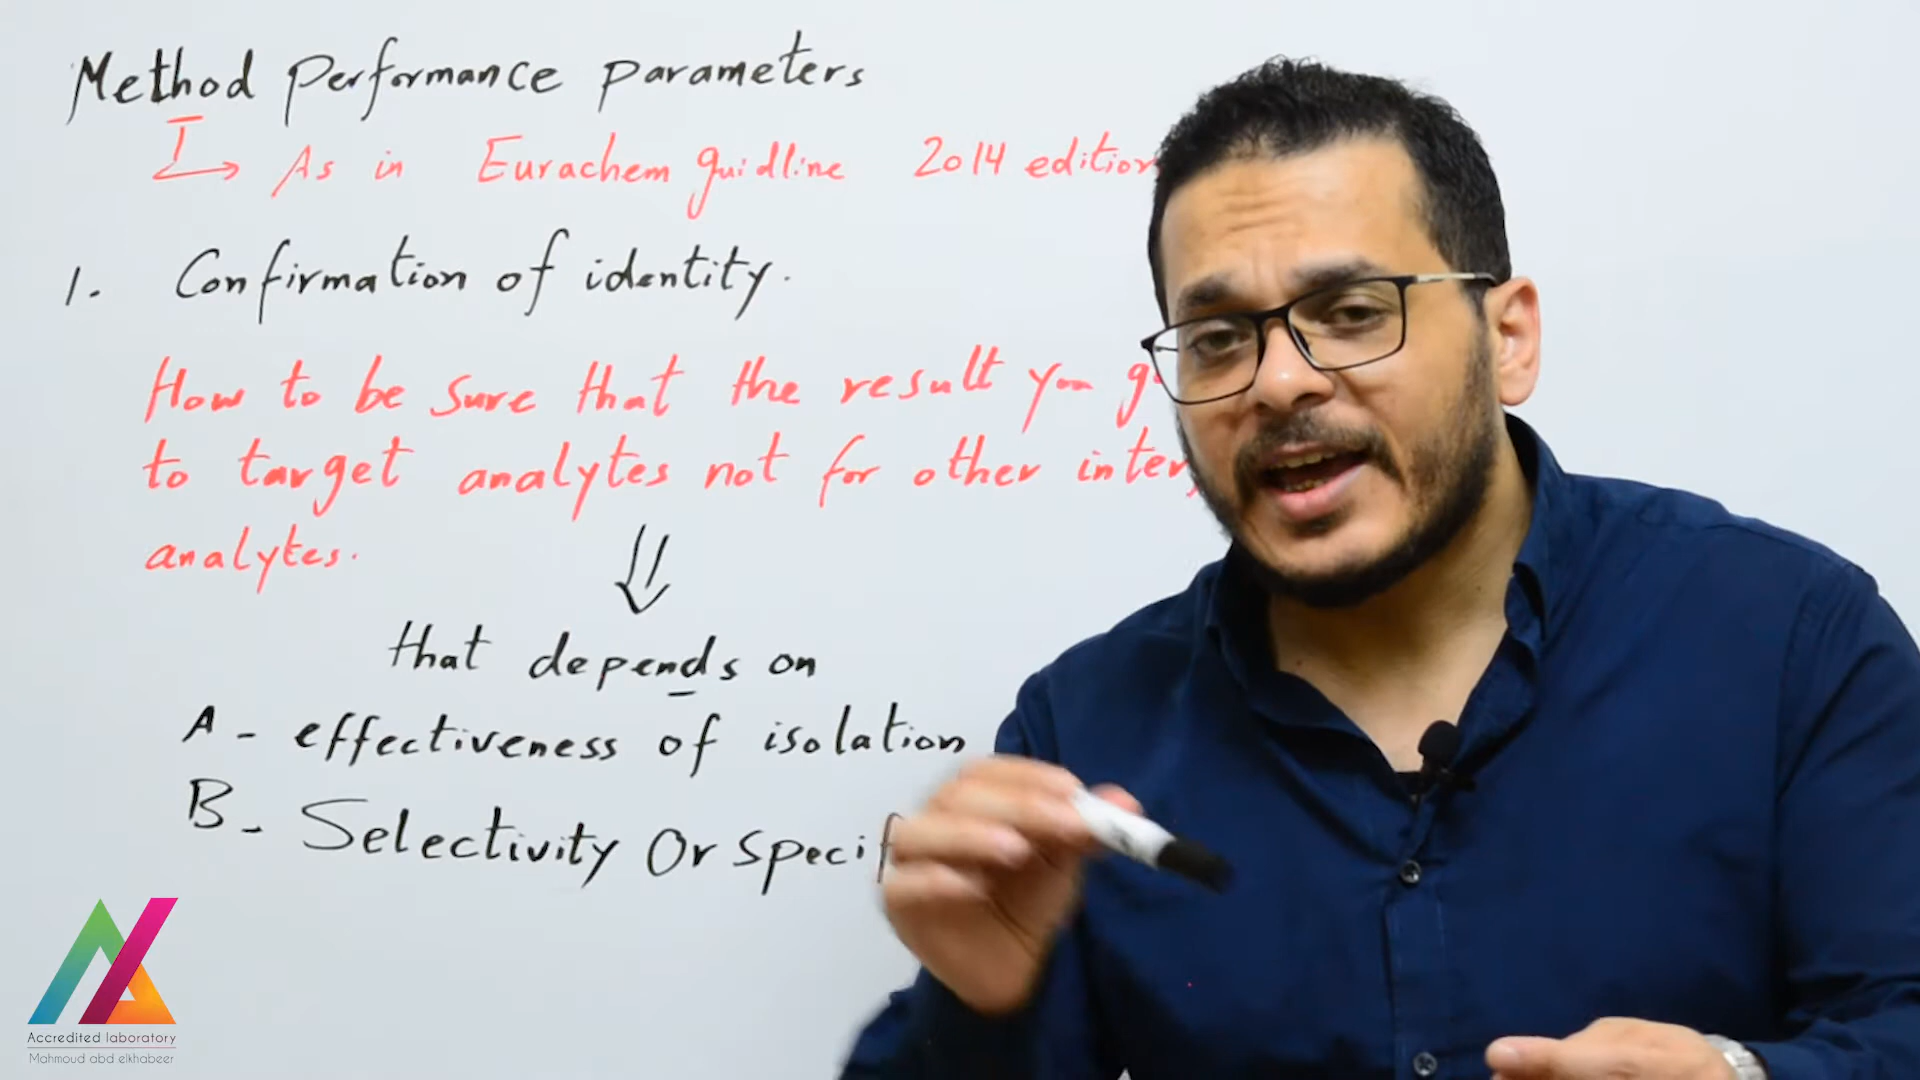 Method performance parameters
As in Eurachem guidline 2014 edition
1. Confirmation of identity.
How to be sure that the result you
to target analytes not for other
analytes.
that depends on
A - effectiveness of isolation
B - Selectivity Or
Accredited laboratory
Mahmoud abd elkhabeer